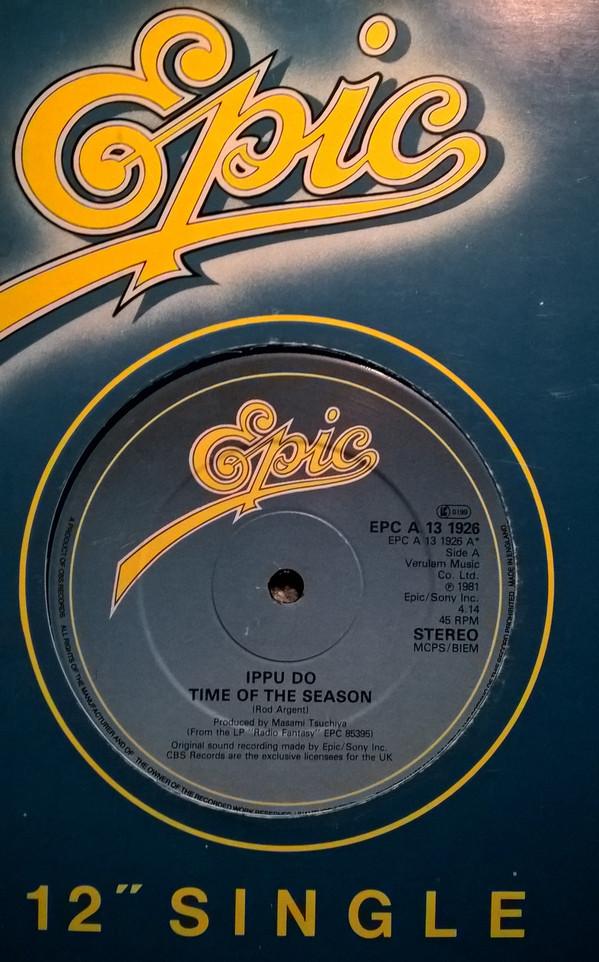 Epic
Epic
LC 0199
EPC A 13 1926
EPC A 13 1926 A*
Side A
Verulam Music
Co. Ltd.
℗ 1981
Epic/Sony Inc.
4.14
45 RPM
STEREO
MCPS/BIEM
IPPU DO
TIME OF THE SEASON
(Rod Argent)
Produced by Masami Tsuchiya
(From the LP "Radio Fantasy" EPC 85395)
Original sound recording made by Epic/Sony Inc.
CBS Records are the exclusive licensees for the UK
A PRODUCT OF CBS RECORDS ALL RIGHTS OF THE MANUFACTURER AND OF THE OWNER OF THE RECORDED WORK RESERVED
PROHIBITED MADE IN ENGLAND
12" SINGLE